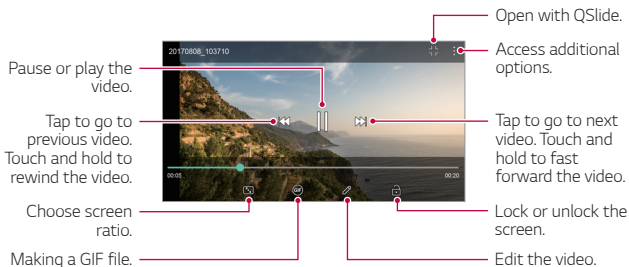 Open with QSlide.
20170808_103710
Access additional
options.
Pause or play the
video.
Tap to go to
previous video.
Touch and hold to
rewind the video.
Tap to go to next
video. Touch and
hold to fast
forward the video.
00:05
00:20
GIF
Choose screen
ratio.
Lock or unlock the
screen.
Making a GIF file.
Edit the video.